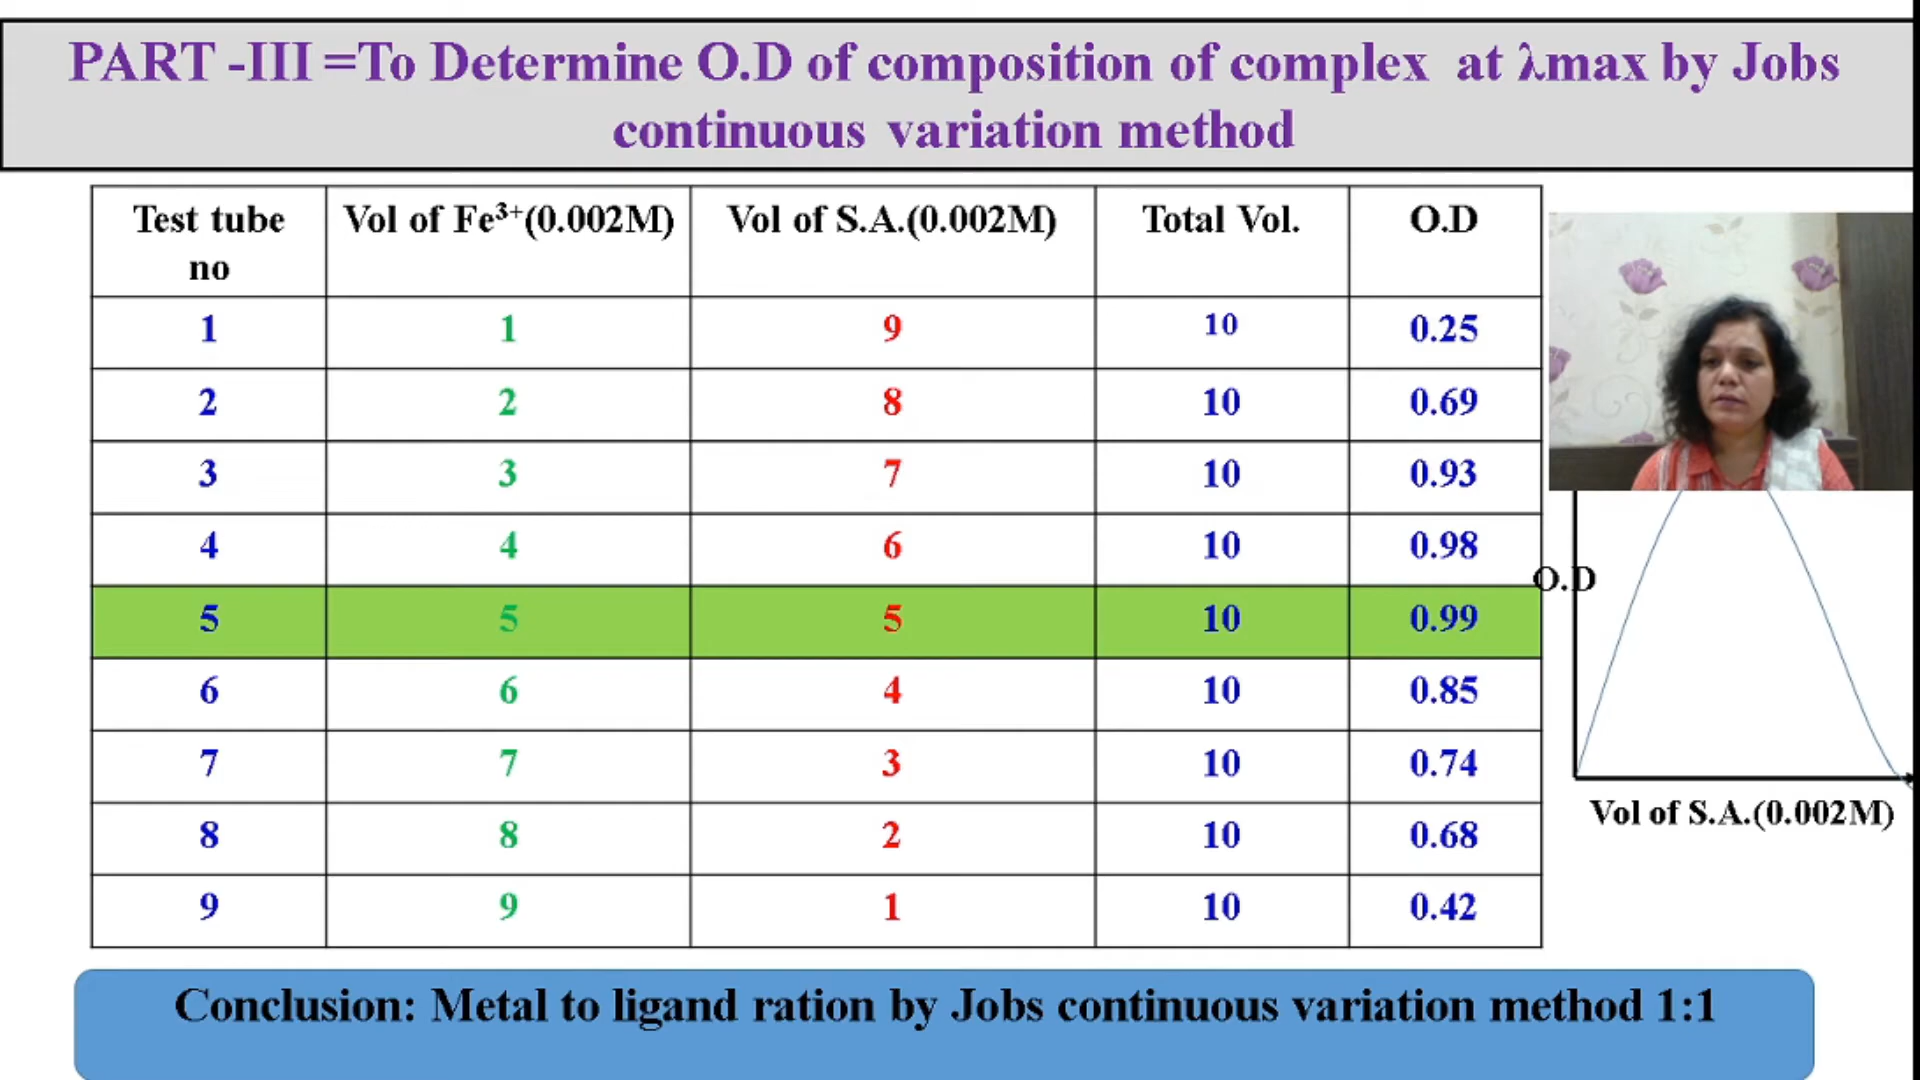 PART -III =To Determine O.D of composition of complex at λmax by Jobs
continuous variation method
Test tube no Vol of Fe³⁺(0.002M) Vol of S.A.(0.002M) Total Vol. O.D
1 1 9 10 0.25
2 2 8 10 0.69
3 3 7 10 0.93
4 4 6 10 0.98
5 5 5 10 0.99
6 6 4 10 0.85
7 7 3 10 0.74
8 8 2 10 0.68
9 9 1 10 0.42
O.D
Vol of S.A.(0.002M)
Conclusion: Metal to ligand ration by Jobs continuous variation method 1:1